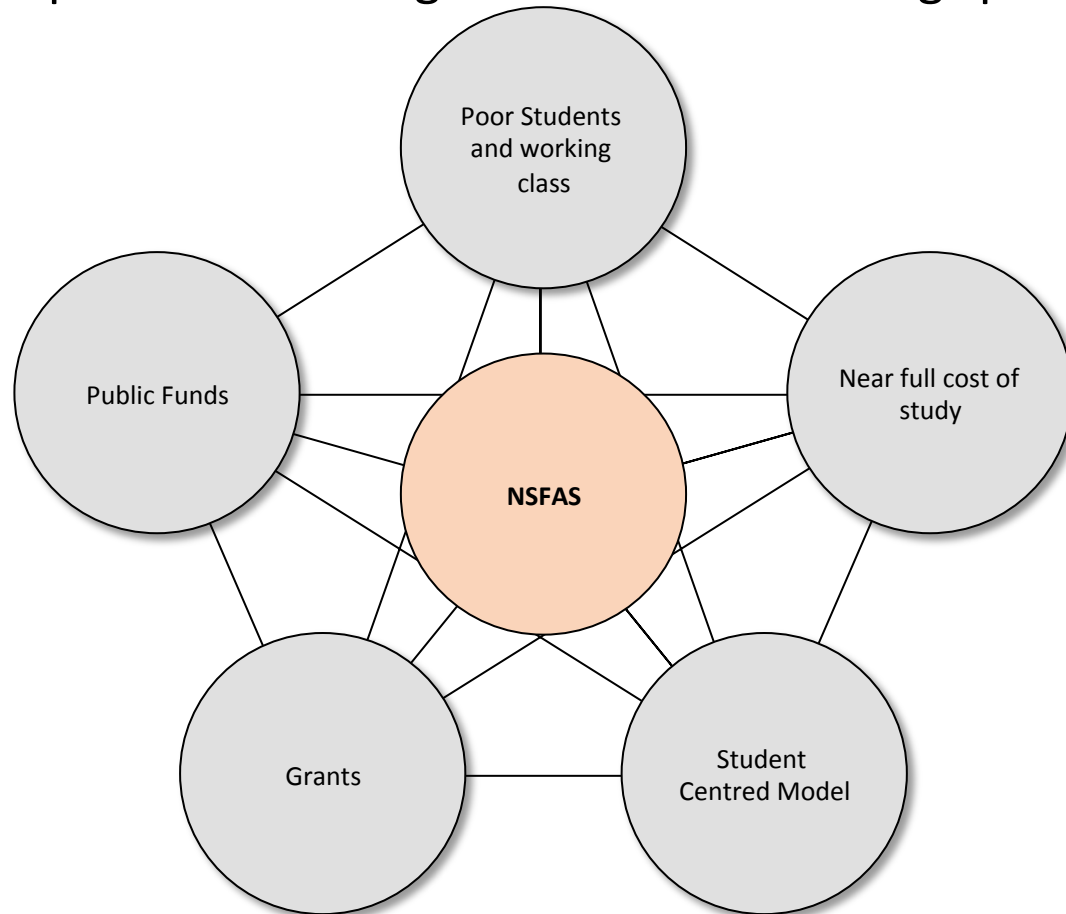 Poor Students
and working
class
Public Funds
Near full cost of
study
NSFAS
Grants
Student
Centred Model